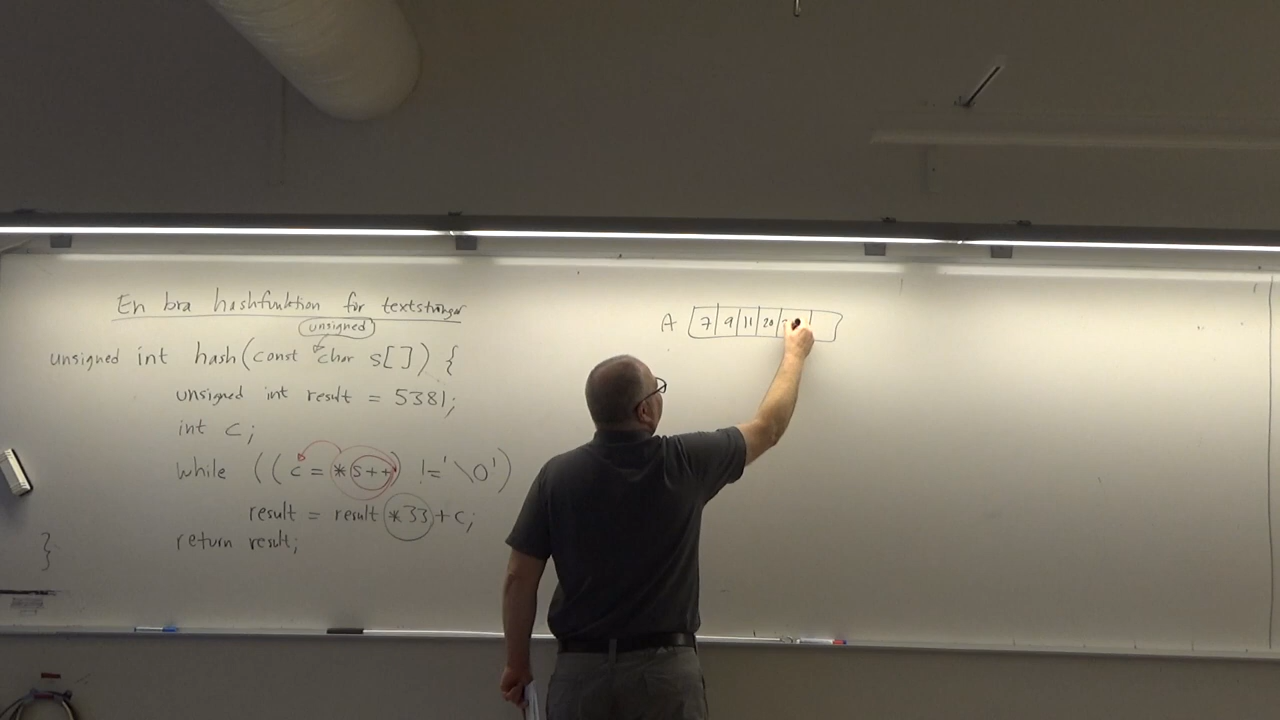 En bra hashfunktion för textsträngar
unsigned
unsigned int hash(const char s[]) {
unsigned int result = 5381;
int c;
while ((c = *s++) != '\0')
result = result *33 + c;
return result;
}
A 7 9 11 20